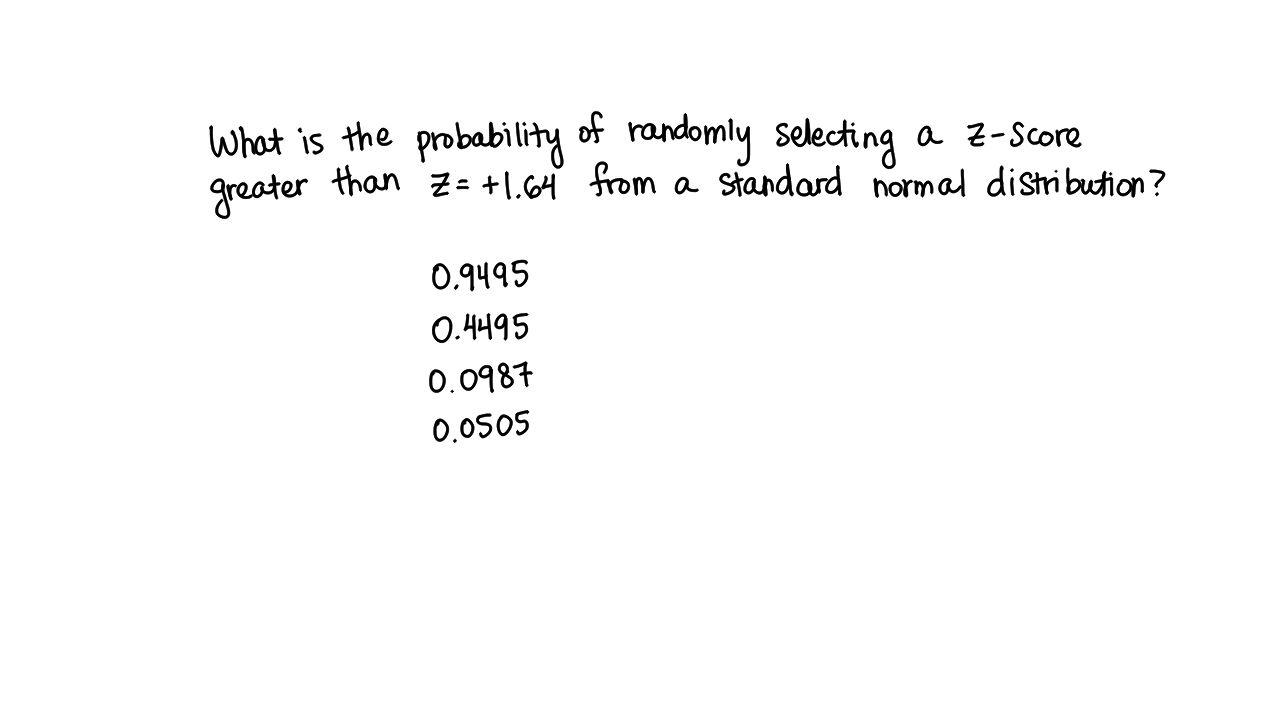 What is the probability of randomly selecting a z-score
greater than z = +1.64 from a standard normal distribution?
0.9495
0.4495
0.0987
0.0505